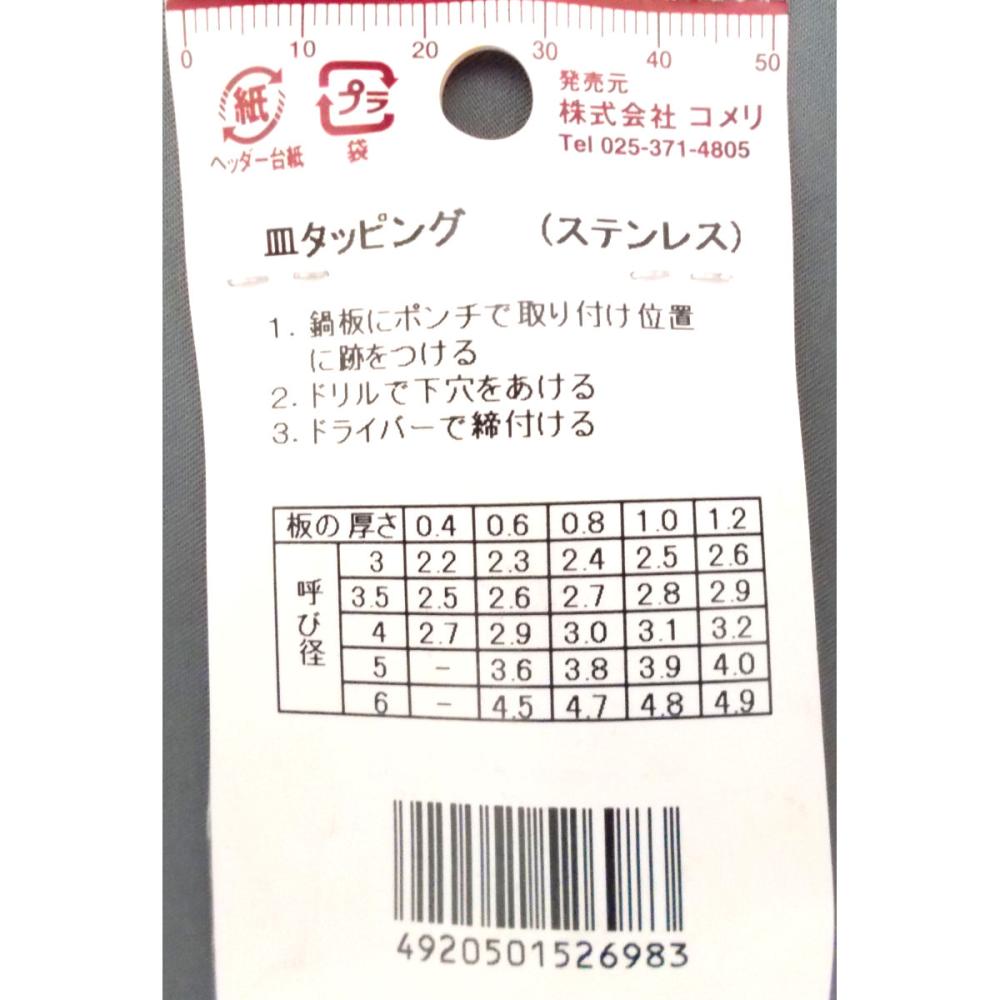 0 10 20 30 40 50
紙 プラ 発売元
株式会社 コメリ
ヘッダー台紙 袋 Tel 025-371-4805
皿タッピング (ステンレス)
1. 鍋板にポンチで取り付け位置
に跡をつける
2. ドリルで下穴をあける
3. ドライバーで締付ける
板の厚さ 0.4 0.6 0.8 1.0 1.2
呼び径
3 2.2 2.3 2.4 2.5 2.6
3.5 2.5 2.6 2.7 2.8 2.9
4 2.7 2.9 3.0 3.1 3.2
5 - 3.6 3.8 3.9 4.0
6 - 4.5 4.7 4.8 4.9
4920501526983